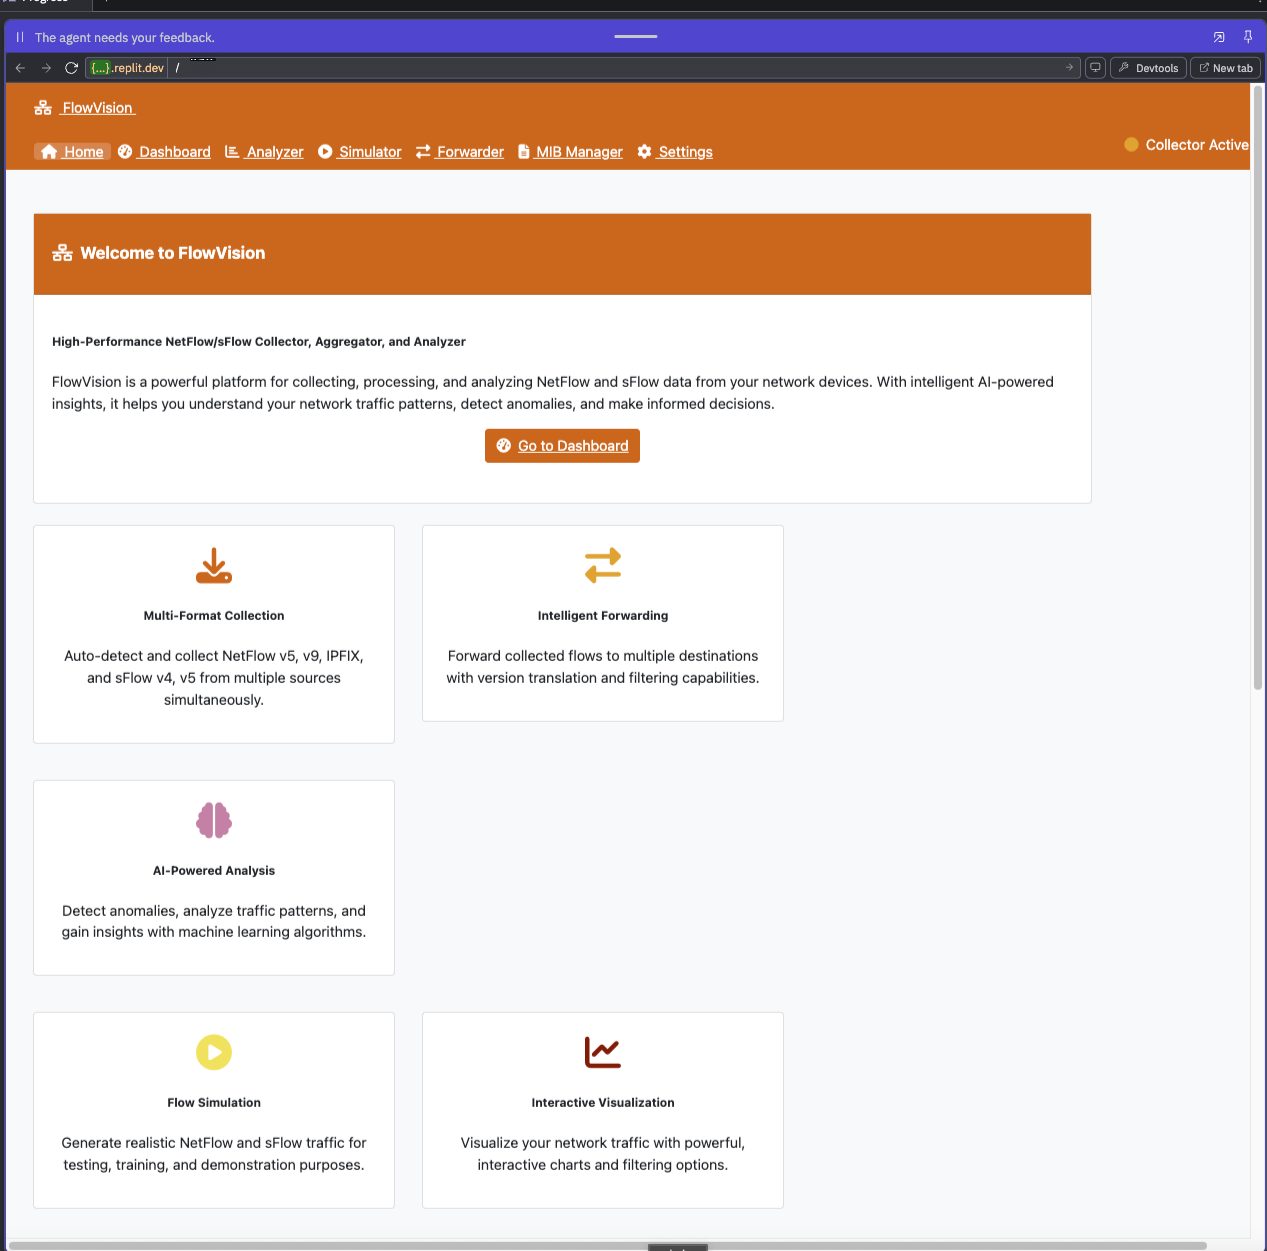 The agent needs your feedback.
{...}.replit.dev /
Devtools
New tab
FlowVision
Home Dashboard Analyzer Simulator Forwarder MIB Manager Settings
Collector Active
Welcome to FlowVision
High-Performance NetFlow/sFlow Collector, Aggregator, and Analyzer
FlowVision is a powerful platform for collecting, processing, and analyzing NetFlow and sFlow data from your network devices. With intelligent AI-powered
insights, it helps you understand your network traffic patterns, detect anomalies, and make informed decisions.
Go to Dashboard
Multi-Format Collection
Auto-detect and collect NetFlow v5, v9, IPFIX,
and sFlow v4, v5 from multiple sources
simultaneously.
Intelligent Forwarding
Forward collected flows to multiple destinations
with version translation and filtering capabilities.
AI-Powered Analysis
Detect anomalies, analyze traffic patterns, and
gain insights with machine learning algorithms.
Flow Simulation
Generate realistic NetFlow and sFlow traffic for
testing, training, and demonstration purposes.
Interactive Visualization
Visualize your network traffic with powerful,
interactive charts and filtering options.